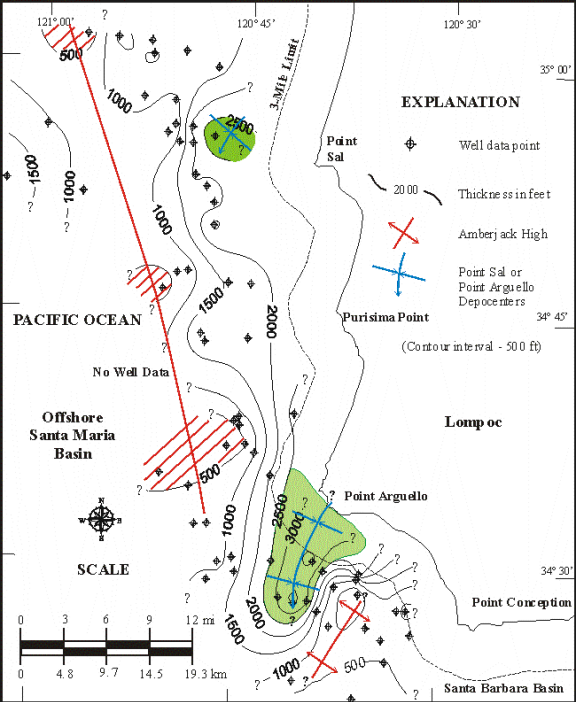 121° 00'
120° 45'
120° 30'
500
1000
3-Mile Limit
35° 00'
?
2500
EXPLANATION
Point
Sal
Well data point
1500
1000
?
?
2000
Thickness in feet
1000
Amberjack High
Point Sal or
Point Arguello
Depocenters
1500
2000
PACIFIC OCEAN
Purisima Point
34° 45'
(Contour interval - 500 ft)
No Well Data
?
?
Offshore
Santa Maria
Basin
Lompoc
?
500
Point Arguello
2500
3000
N
W E
S
1000
SCALE
34° 30'
Point Conception
0 3 6 9 12 mi
2000
1500
0 4.8 9.7 14.5 19.3 km
1000
500
?
Santa Barbara Basin